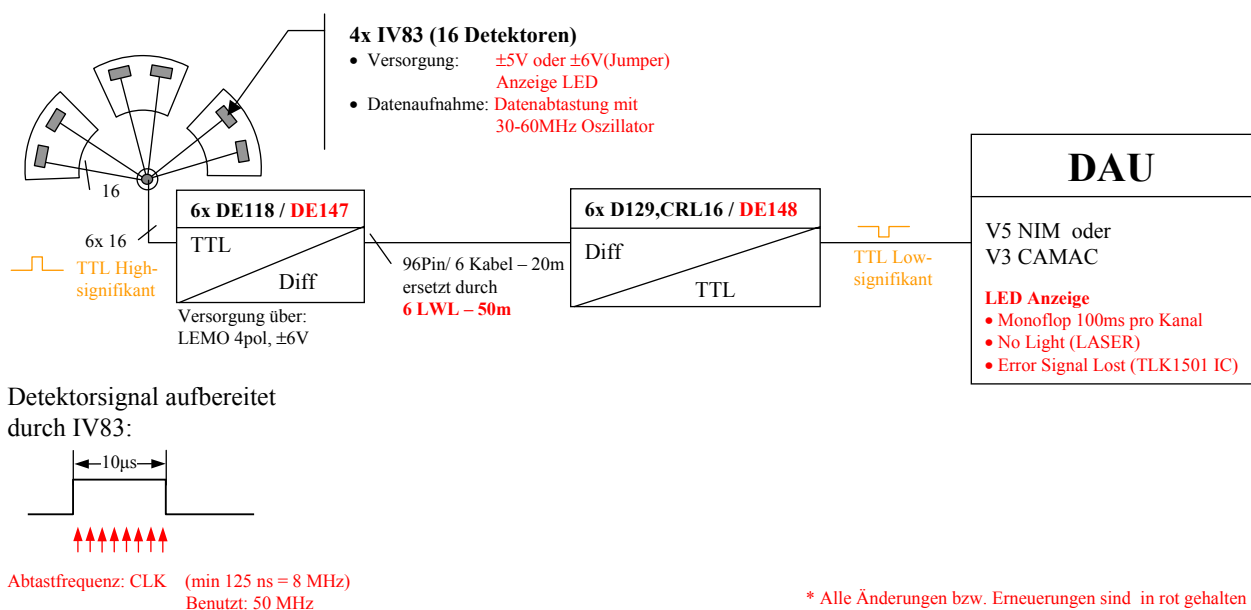 4x IV83 (16 Detektoren)
• Versorgung: ±5V oder ±6V(Jumper)
Anzeige LED
• Datenaufnahme: Datenabtastung mit
30-60MHz Oszillator
16
6x 16
TTL High-
signifikant
6x DE118 / DE147
TTL
Diff
Versorgung über:
LEMO 4pol, ±6V
96Pin/ 6 Kabel – 20m
ersetzt durch
6 LWL – 50m
6x D129,CRL16 / DE148
Diff
TTL
TTL Low-
signifikant
DAU
V5 NIM oder
V3 CAMAC
LED Anzeige
• Monoflop 100ms pro Kanal
• No Light (LASER)
• Error Signal Lost (TLK1501 IC)
Detektorsignal aufbereitet
durch IV83:
10µs
Abtastfrequenz: CLK (min 125 ns = 8 MHz)
Benutzt: 50 MHz
* Alle Änderungen bzw. Erneuerungen sind in rot gehalten